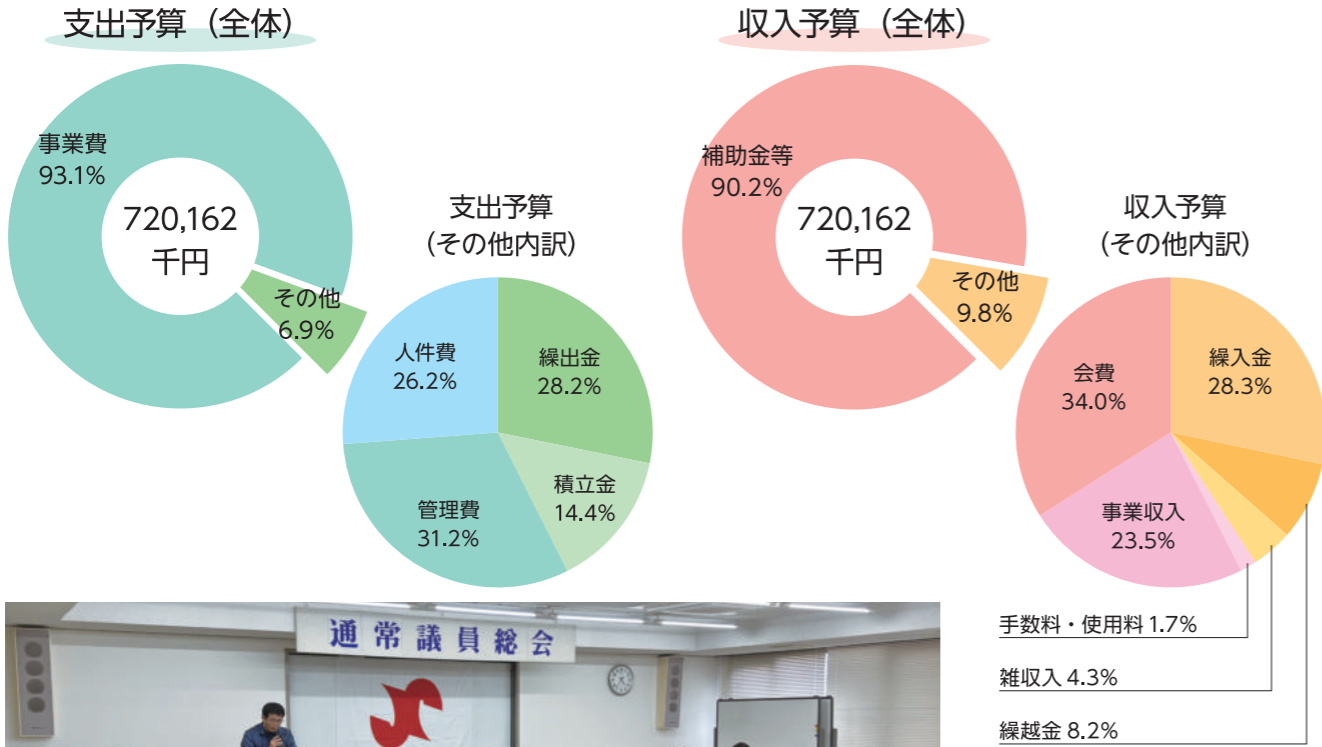 支出予算（全体）
事業費
93.1%
720,162
千円
その他
6.9%
支出予算
（その他内訳）
人件費
26.2%
繰出金
28.2%
管理費
31.2%
積立金
14.4%
収入予算（全体）
補助金等
90.2%
720,162
千円
その他
9.8%
収入予算
（その他内訳）
会費
34.0%
繰入金
28.3%
事業収入
23.5%
手数料・使用料 1.7%
雑収入 4.3%
繰越金 8.2%
通常議員総会